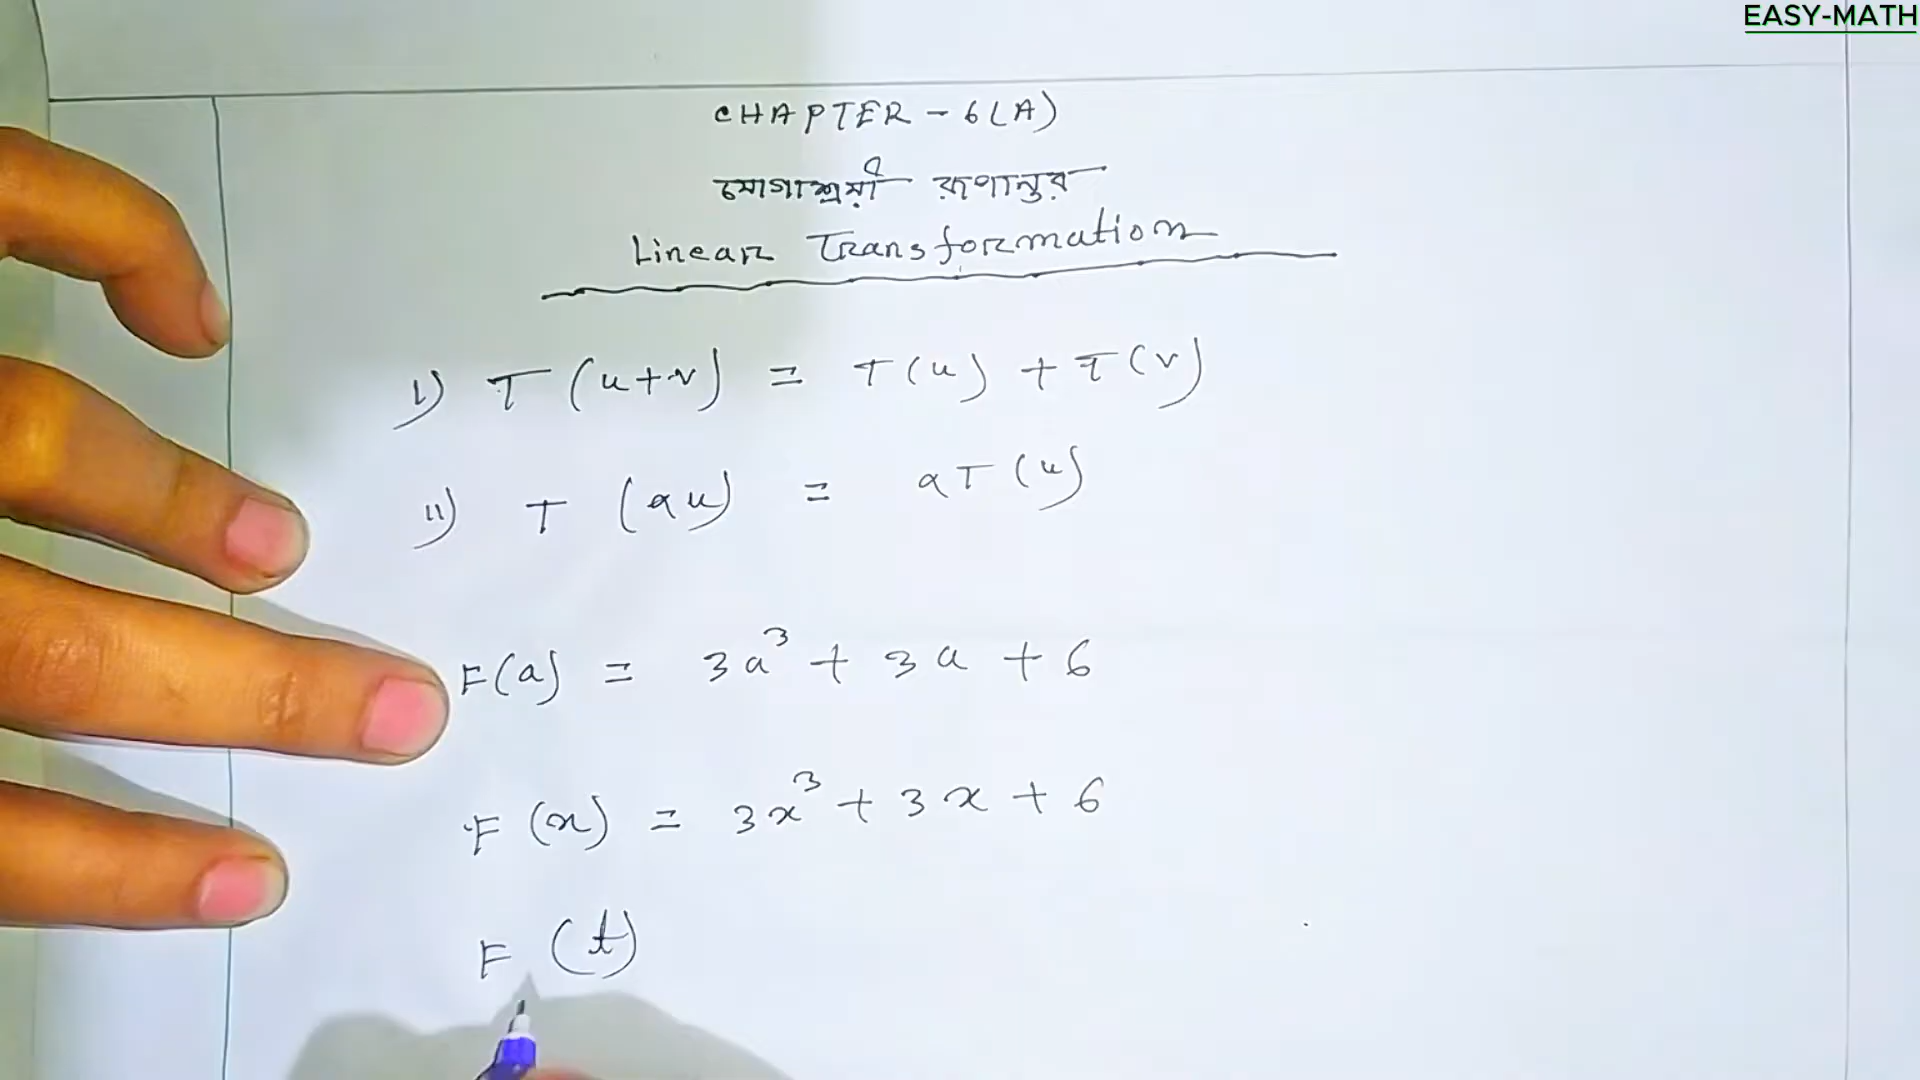 EASY-MATH
CHAPTER - 6(A)
যোগাশ্রয়ী রূপান্তর
Linear Transformation
i) T (u+v) = T(u) + T(v)
ii) T (au) = aT(u)
F(a) = 3a³ + 3a + 6
F(x) = 3x³ + 3x + 6
F (t)